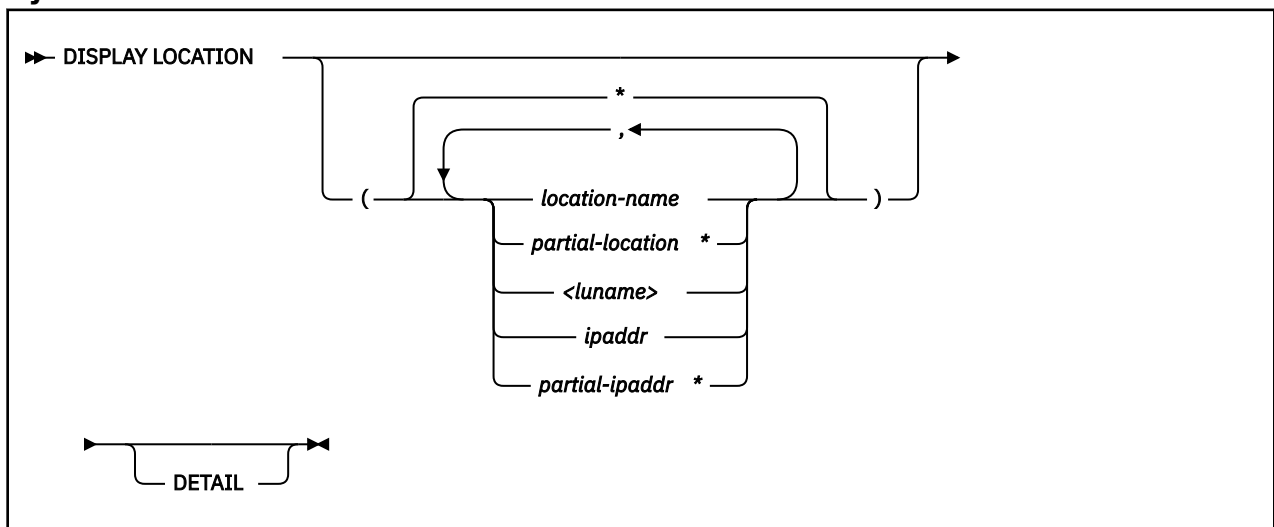 DISPLAY LOCATION
*
,
( location-name )
partial-location *
<luname>
ipaddr
partial-ipaddr *
DETAIL